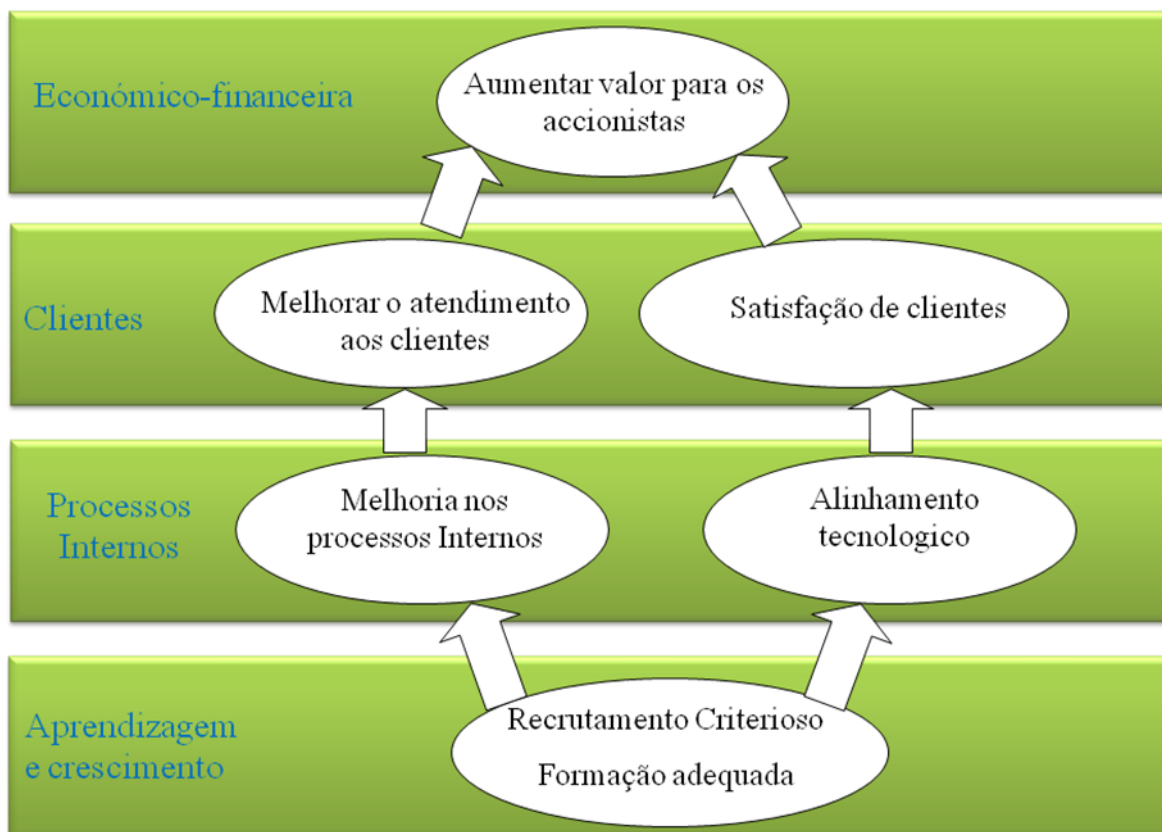 Económico-financeira
Aumentar valor para os
accionistas
Clientes
Melhorar o atendimento
aos clientes
Satisfação de clientes
Processos
Internos
Melhoria nos
processos Internos
Alinhamento
tecnologico
Aprendizagem
e crescimento
Recrutamento Criterioso
Formação adequada